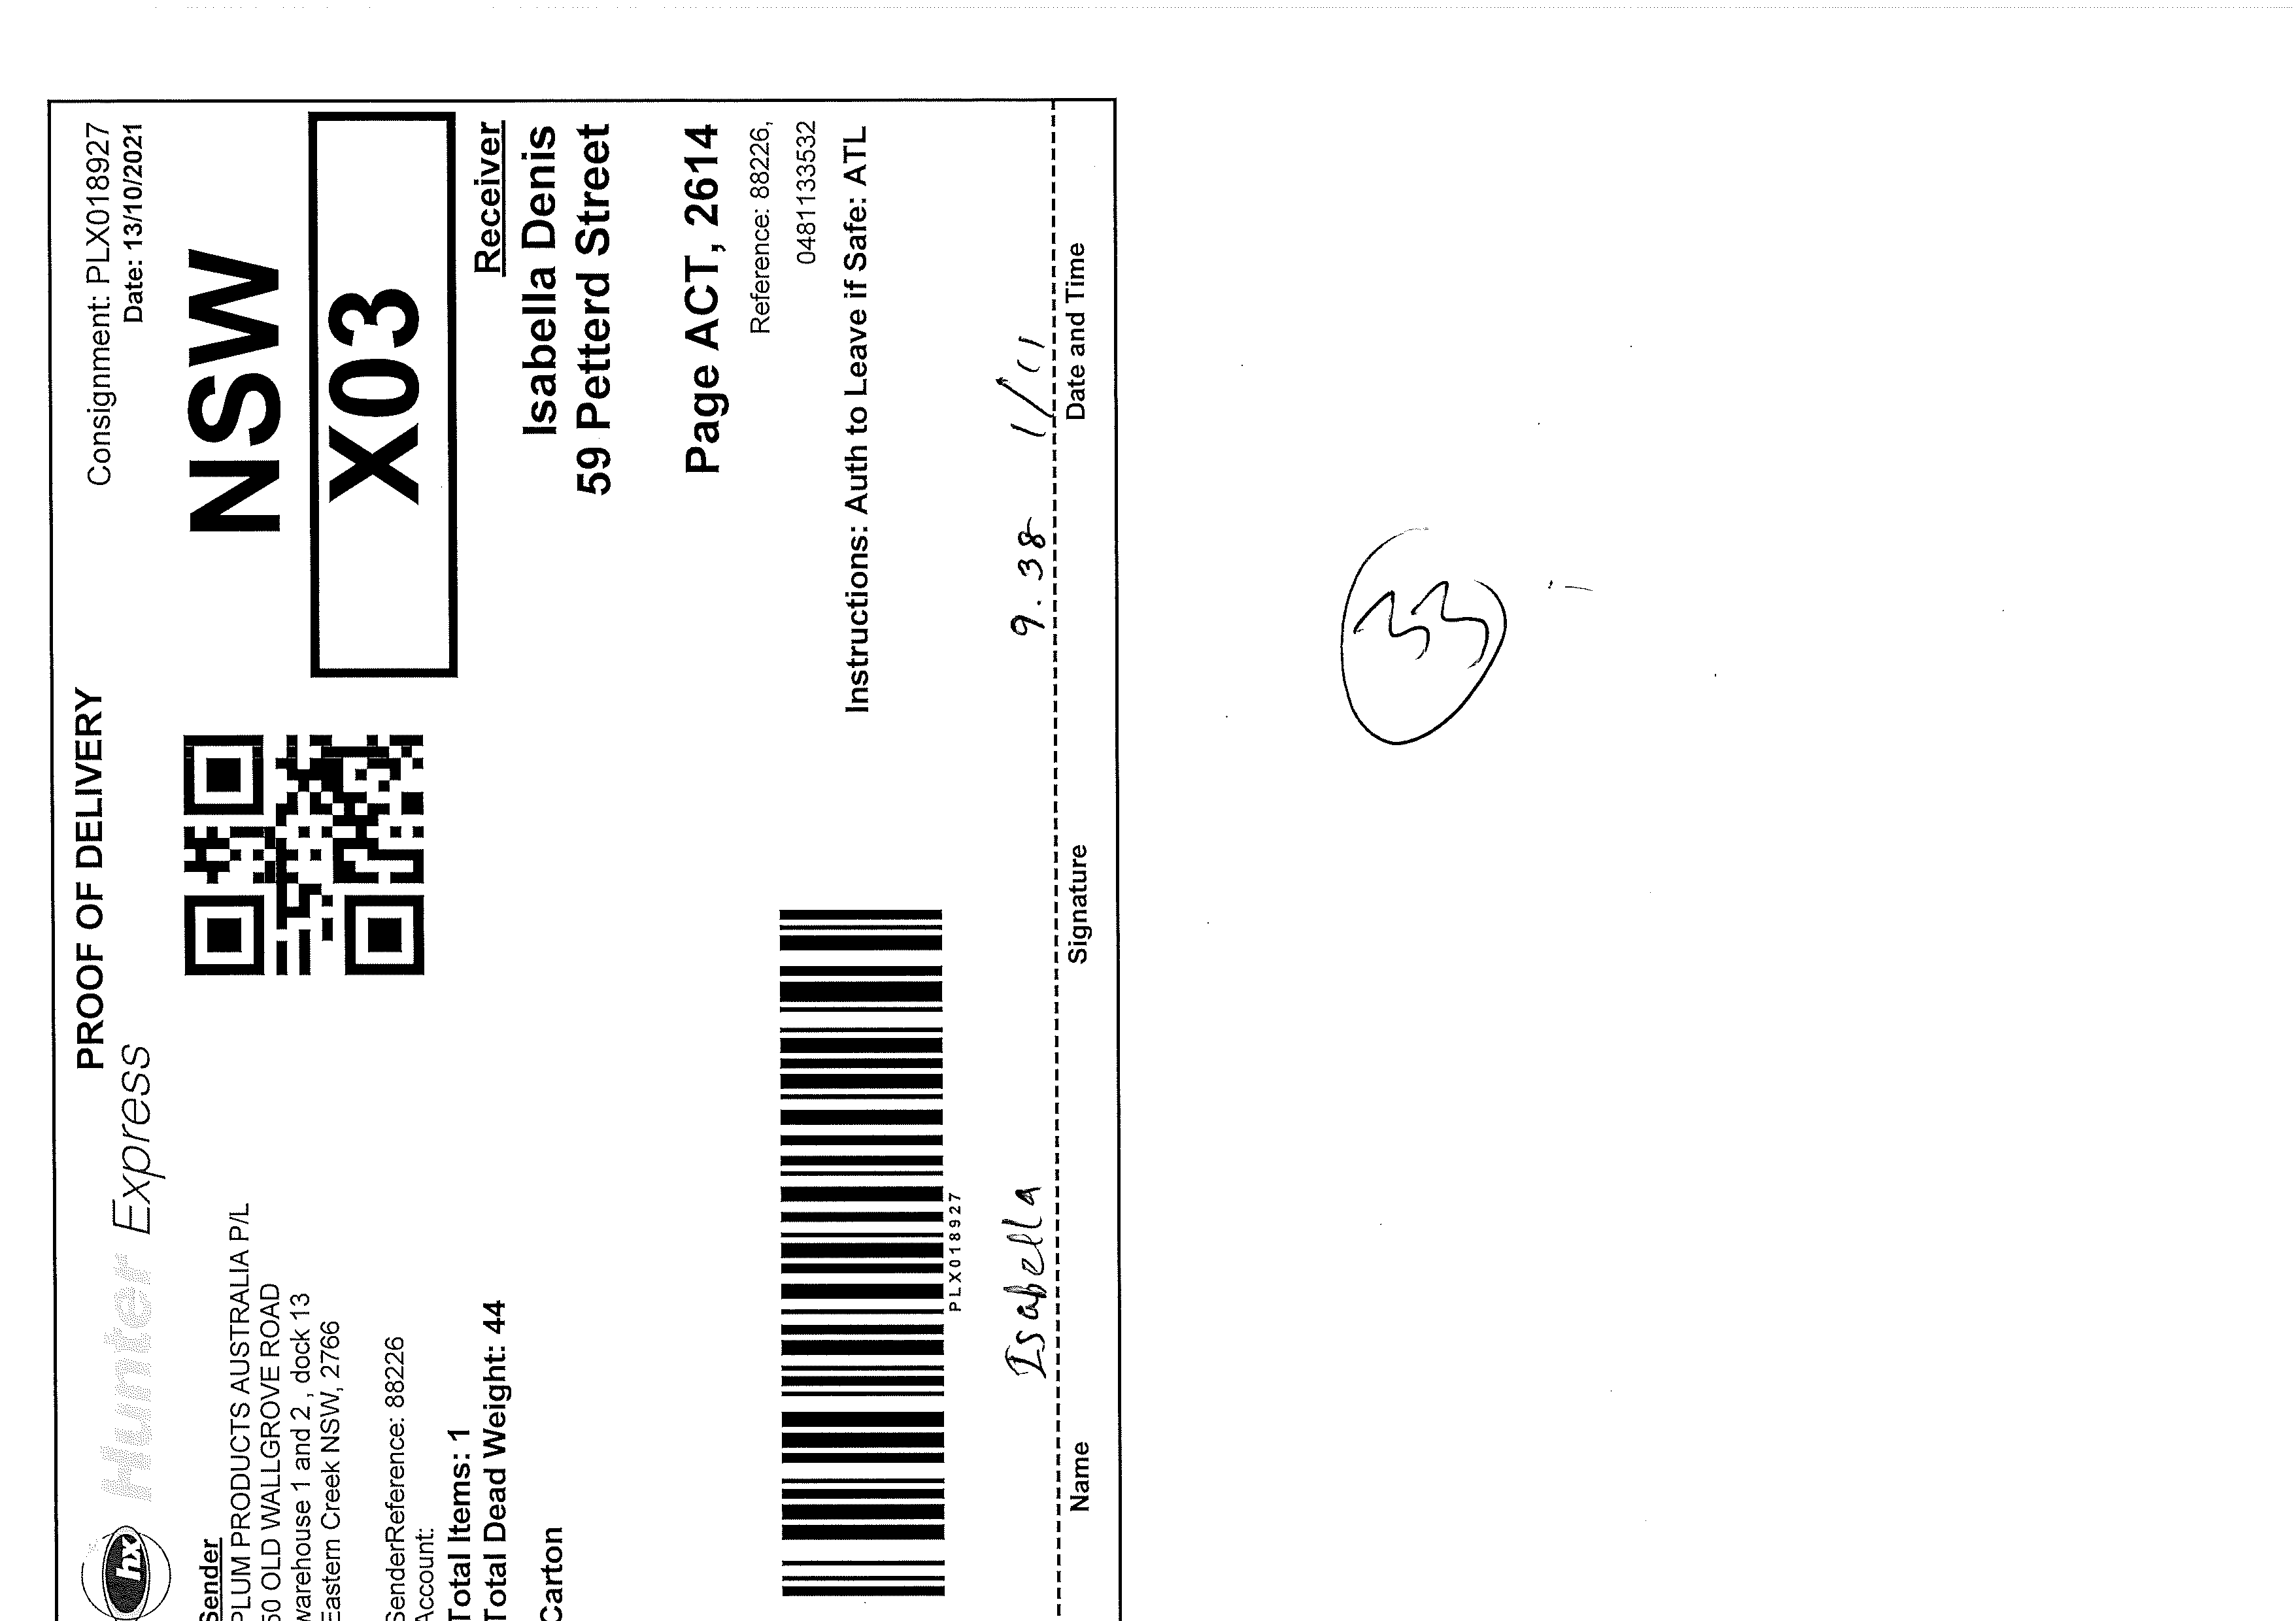 PROOF OF DELIVERY
hx Hunter Express
Consignment: PLX018927
Date: 13/10/2021
Sender
PLUM PRODUCTS AUSTRALIA P/L
50 OLD WALLGROVE ROAD
warehouse 1 and 2 , dock 13
Eastern Creek NSW, 2766
SenderReference: 88226
Account:
Total Items: 1
Total Dead Weight: 44
Carton
NSW
X03
Receiver
Isabella Denis
59 Petterd Street
Page ACT, 2614
Reference: 88226,
0481133532
Instructions: Auth to Leave if Safe: ATL
PLX018927
Isabella 9.38 1/11
Name Signature Date and Time
33